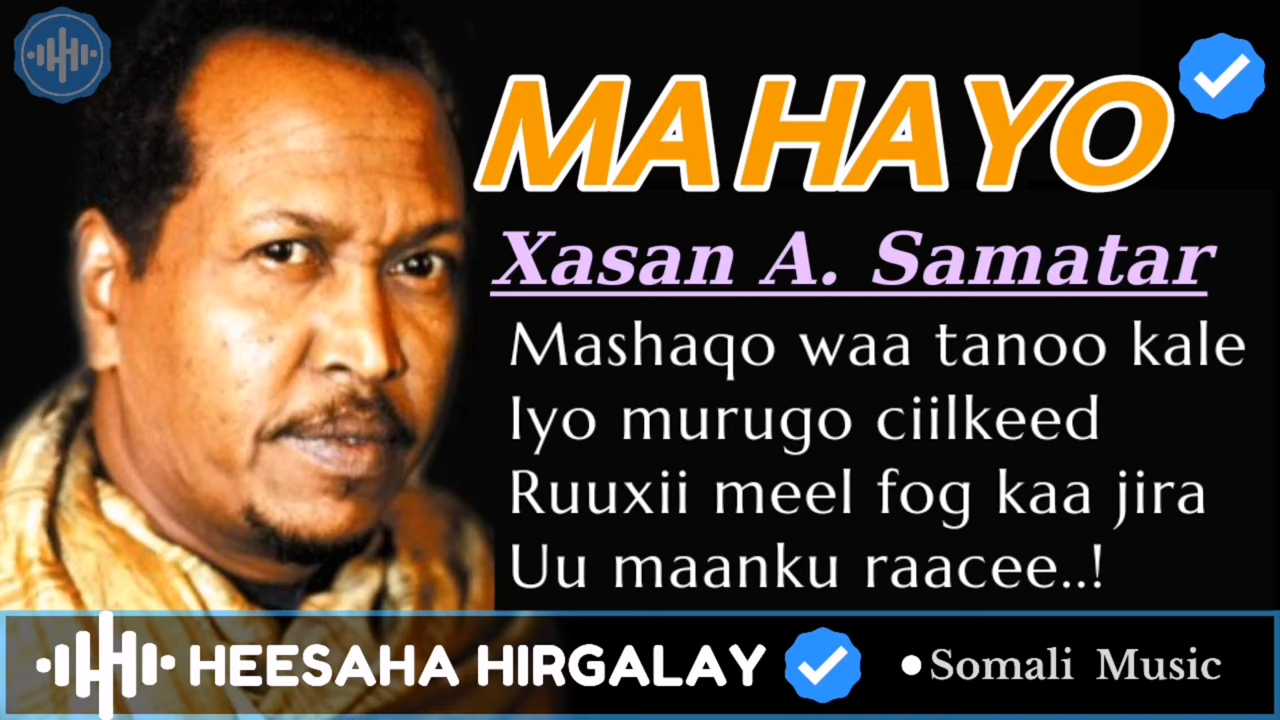 MAHAYO
Xasan A. Samatar
Mashaqo waa tanoo kale
Iyo murugo ciilkeed
Ruuxii meel fog kaa jira
Uu maanku raacee..!
HEESAHA HIRGALAY
•Somali Music